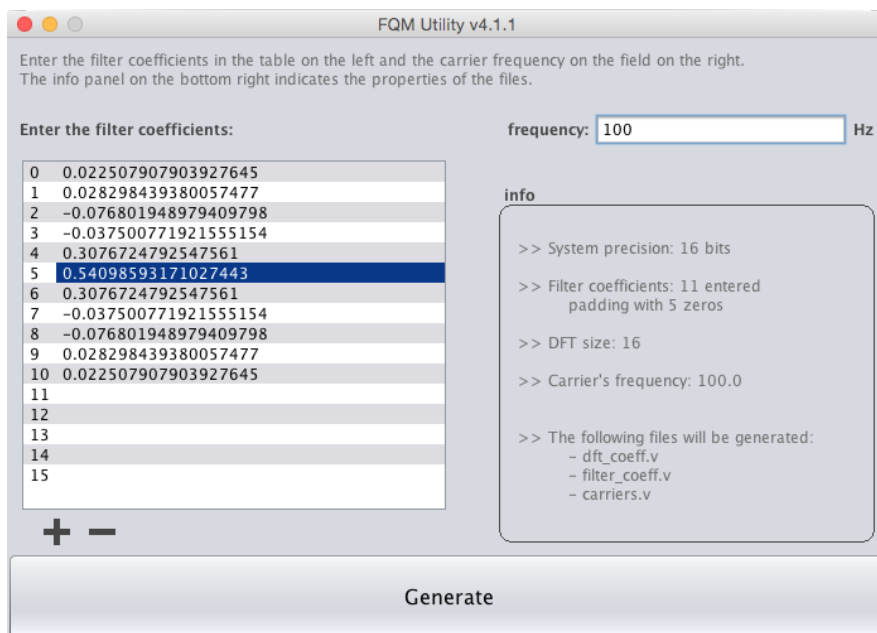 FQM Utility v4.1.1
Enter the filter coefficients in the table on the left and the carrier frequency on the field on the right.
The info panel on the bottom right indicates the properties of the files.
Enter the filter coefficients:
0 0.022507907903927645
1 0.028298439380057477
2 -0.076801948979409798
3 -0.037500771921555154
4 0.3076724792547561
5 0.54098593171027443
6 0.3076724792547561
7 -0.037500771921555154
8 -0.076801948979409798
9 0.028298439380057477
10 0.022507907903927645
11
12
13
14
15
frequency: 100 Hz
info
>> System precision: 16 bits
>> Filter coefficients: 11 entered
padding with 5 zeros
>> DFT size: 16
>> Carrier's frequency: 100.0
>> The following files will be generated:
- dft_coeff.v
- filter_coeff.v
- carriers.v
Generate